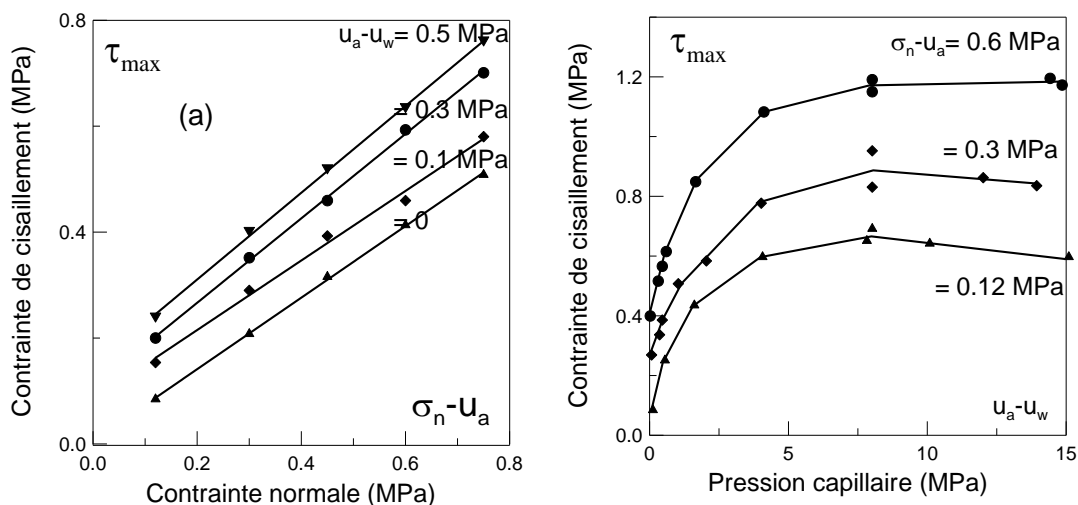 0.8
τmax
ua-uw= 0.5 MPa
(a)
= 0.3 MPa
= 0.1 MPa
= 0
0.4
0.0
σn-ua
0.0 0.2 0.4 0.6 0.8
Contrainte normale (MPa)
Contrainte de cisaillement (MPa)
τmax
σn-ua= 0.6 MPa
1.2
= 0.3 MPa
0.8
= 0.12 MPa
0.4
ua-uw
0.0
0 5 10 15
Pression capillaire (MPa)
Contrainte de cisaillement (MPa)